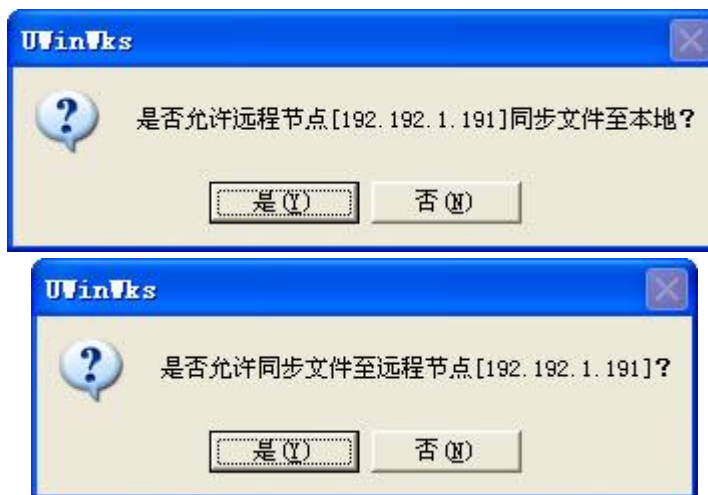 UWinWks
是否允许远程节点[192.192.1.191]同步文件至本地?
是(Y) 否(N)
UWinWks
是否允许同步文件至远程节点[192.192.1.191]?
是(Y) 否(N)